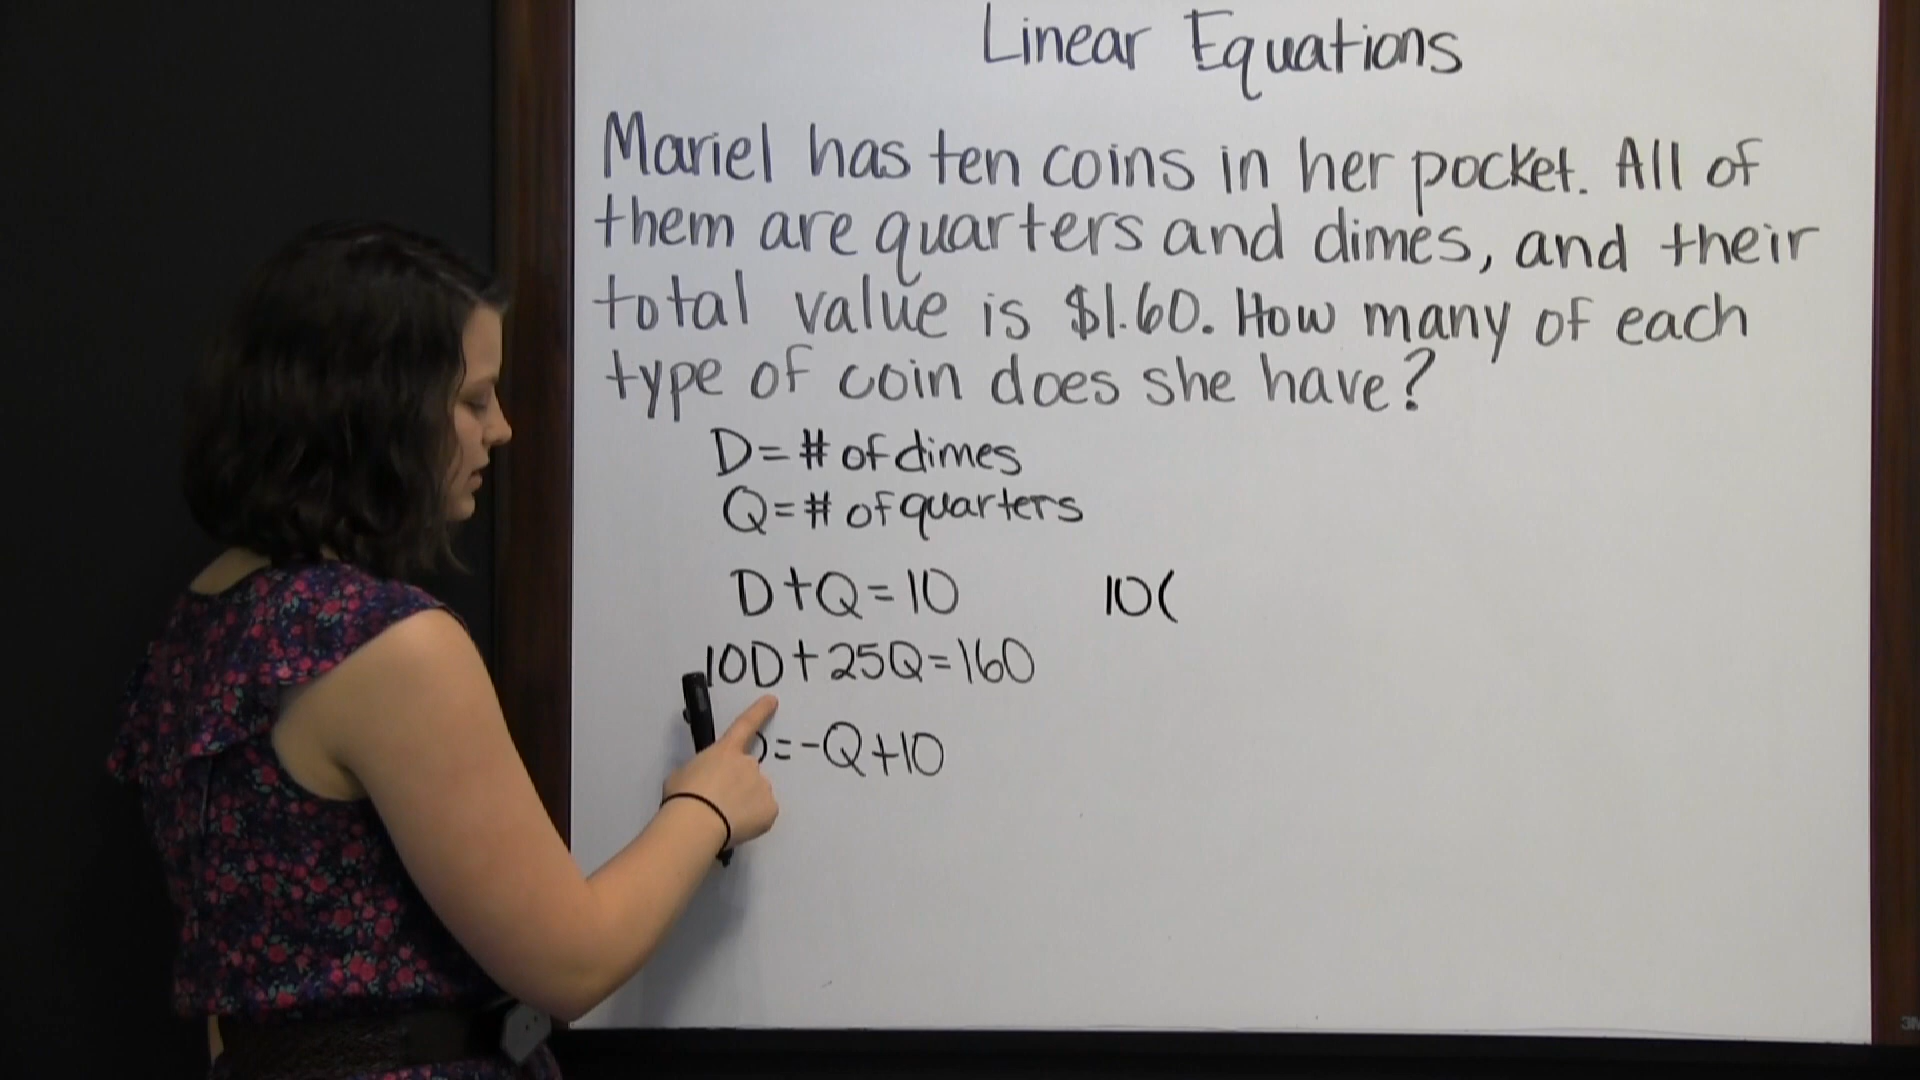 Linear Equations
Mariel has ten coins in her pocket. All of
them are quarters and dimes, and their
total value is $1.60. How many of each
type of coin does she have?
D = # of dimes
Q = # of quarters
D + Q = 10
10(
10D + 25Q = 160
D = -Q + 10
3M